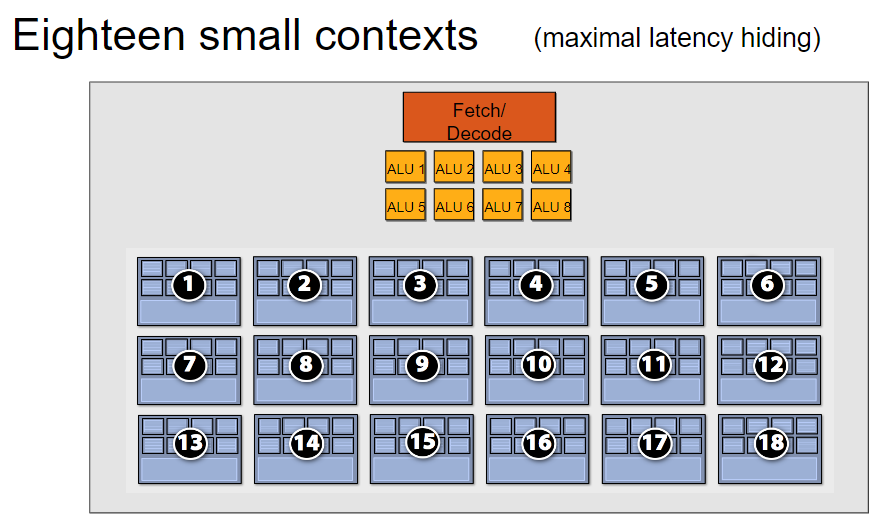 Eighteen small contexts (maximal latency hiding)
Fetch/
Decode
ALU 1 ALU 2 ALU 3 ALU 4
ALU 5 ALU 6 ALU 7 ALU 8
1 2 3 4 5 6
7 8 9 10 11 12
13 14 15 16 17 18